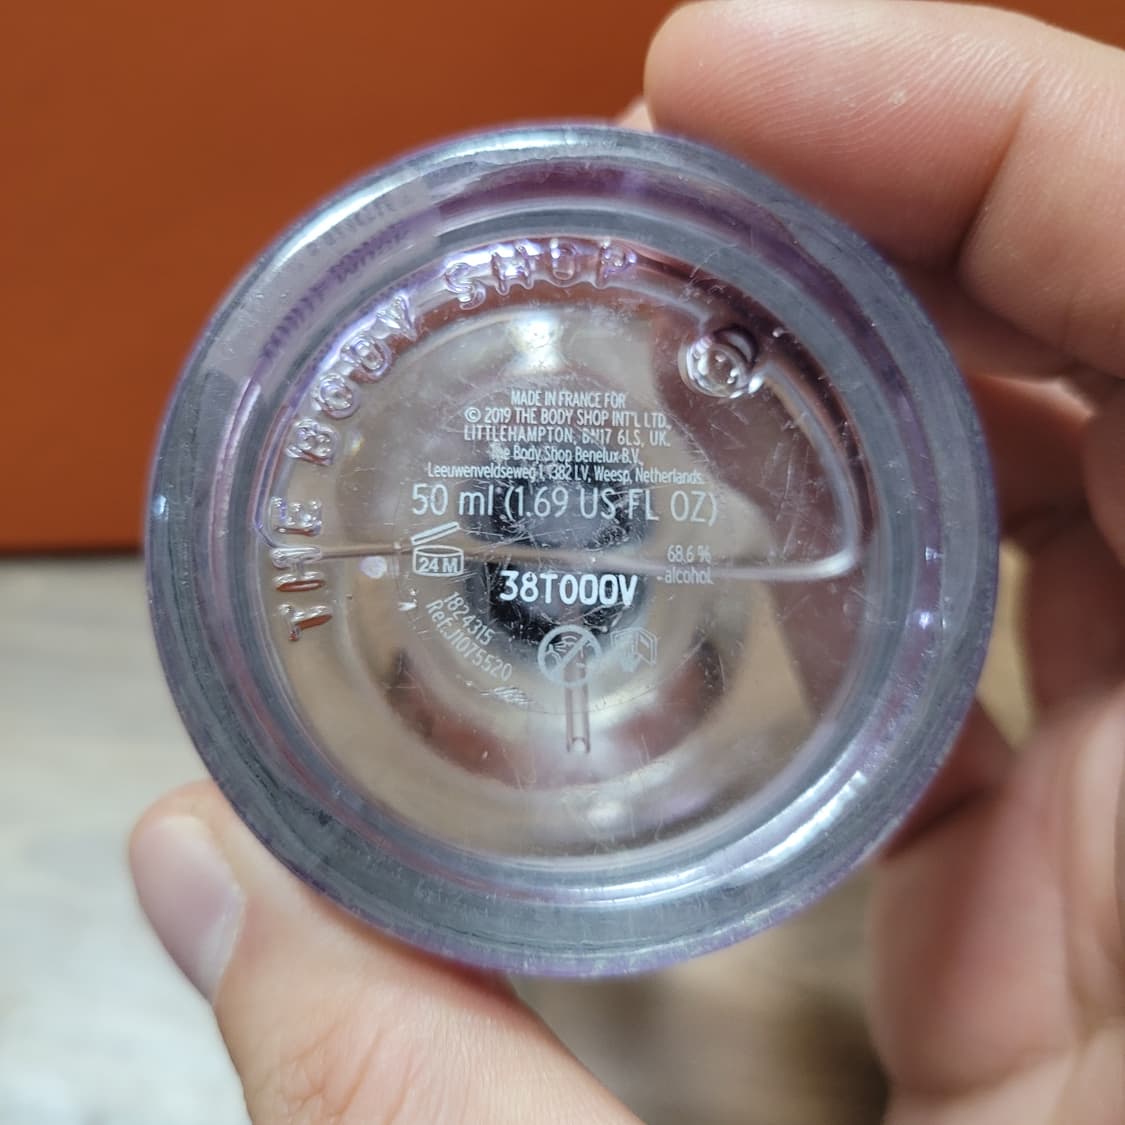 THE BODY SHOP
MADE IN FRANCE FOR
© 2019 THE BODY SHOP INT'L LTD.,
LITTLEHAMPTON, BN17 6LS, UK.
The Body Shop Benelux B.V.,
Leeuwenveldseweg 1, 1382 LV, Weesp, Netherlands.
50 ml (1.69 US FL OZ)
24 M
68,6 %
alcohol
38T000V
1824315
Ref.J1075520